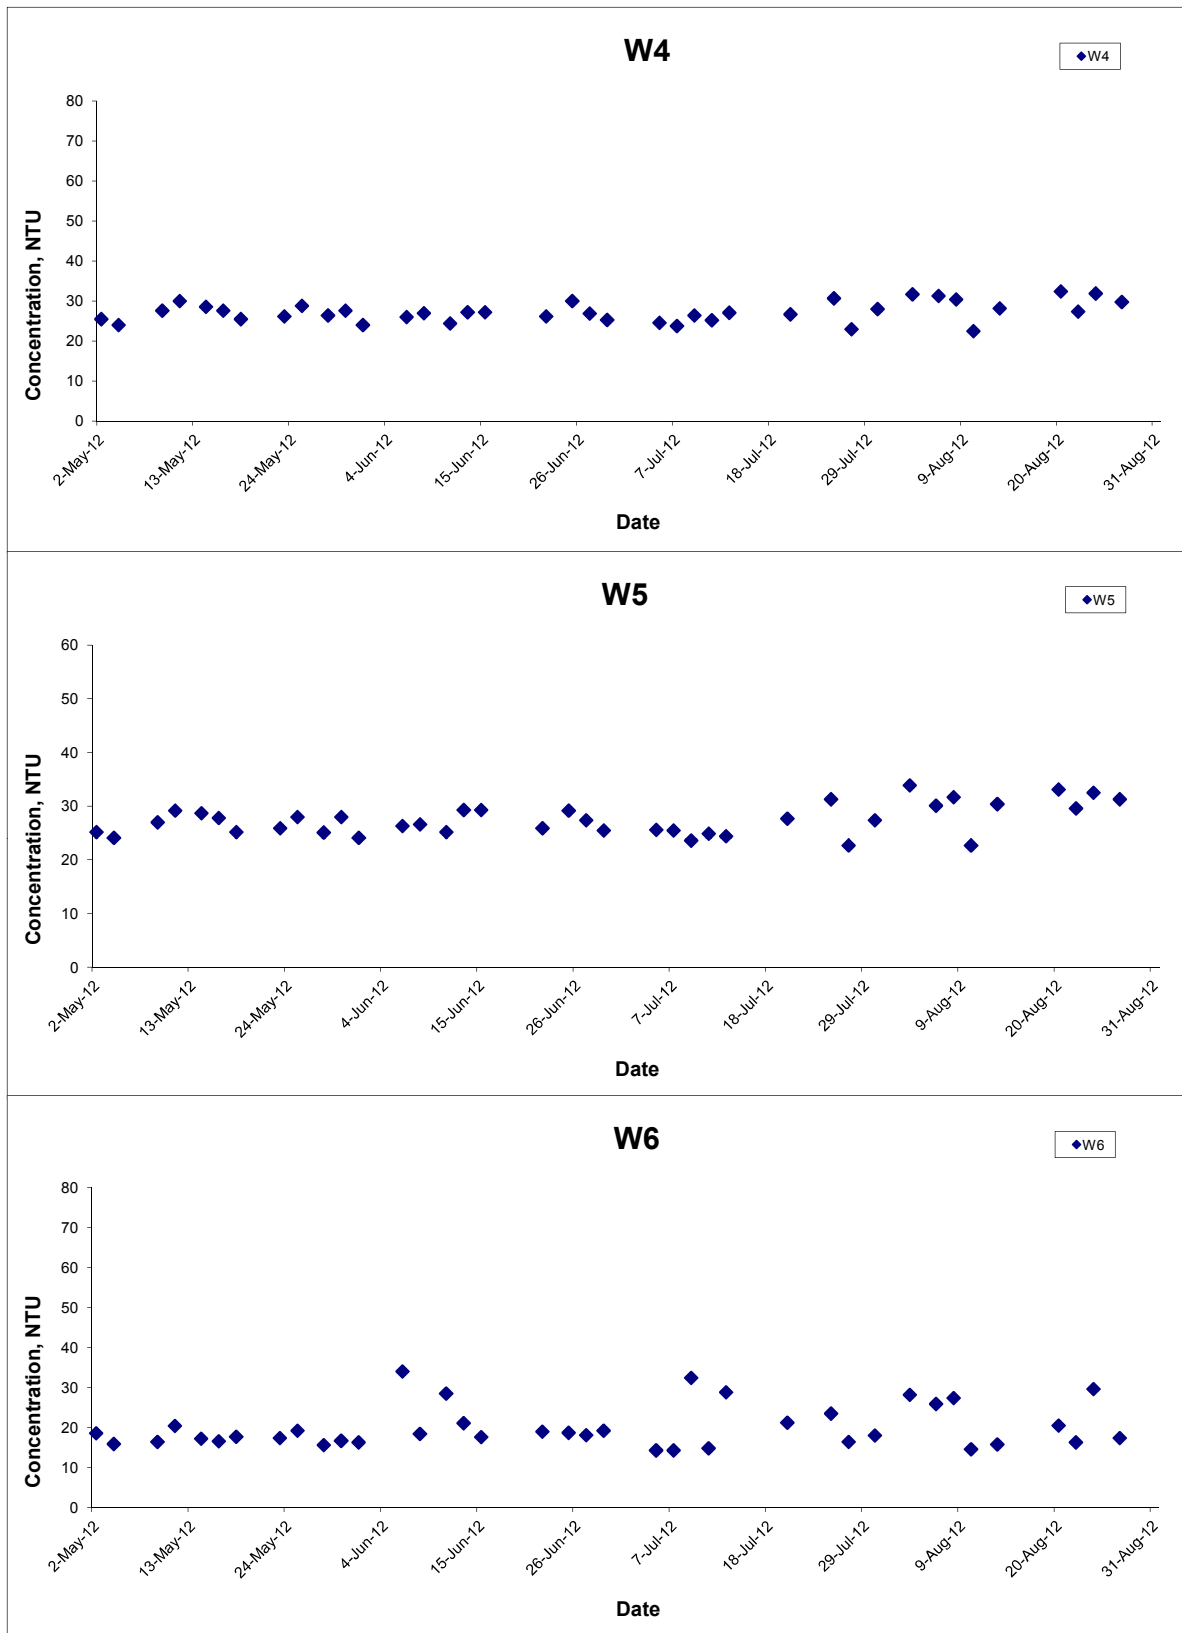 W4
W4
80
70
60
50
40
30
20
10
0
Concentration, NTU
2-May-12
13-May-12
24-May-12
4-Jun-12
15-Jun-12
26-Jun-12
7-Jul-12
18-Jul-12
29-Jul-12
9-Aug-12
20-Aug-12
31-Aug-12
Date
W5
W5
60
50
40
30
20
10
0
Concentration, NTU
2-May-12
13-May-12
24-May-12
4-Jun-12
15-Jun-12
26-Jun-12
7-Jul-12
18-Jul-12
29-Jul-12
9-Aug-12
20-Aug-12
31-Aug-12
Date
W6
W6
80
70
60
50
40
30
20
10
0
Concentration, NTU
2-May-12
13-May-12
24-May-12
4-Jun-12
15-Jun-12
26-Jun-12
7-Jul-12
18-Jul-12
29-Jul-12
9-Aug-12
20-Aug-12
31-Aug-12
Date